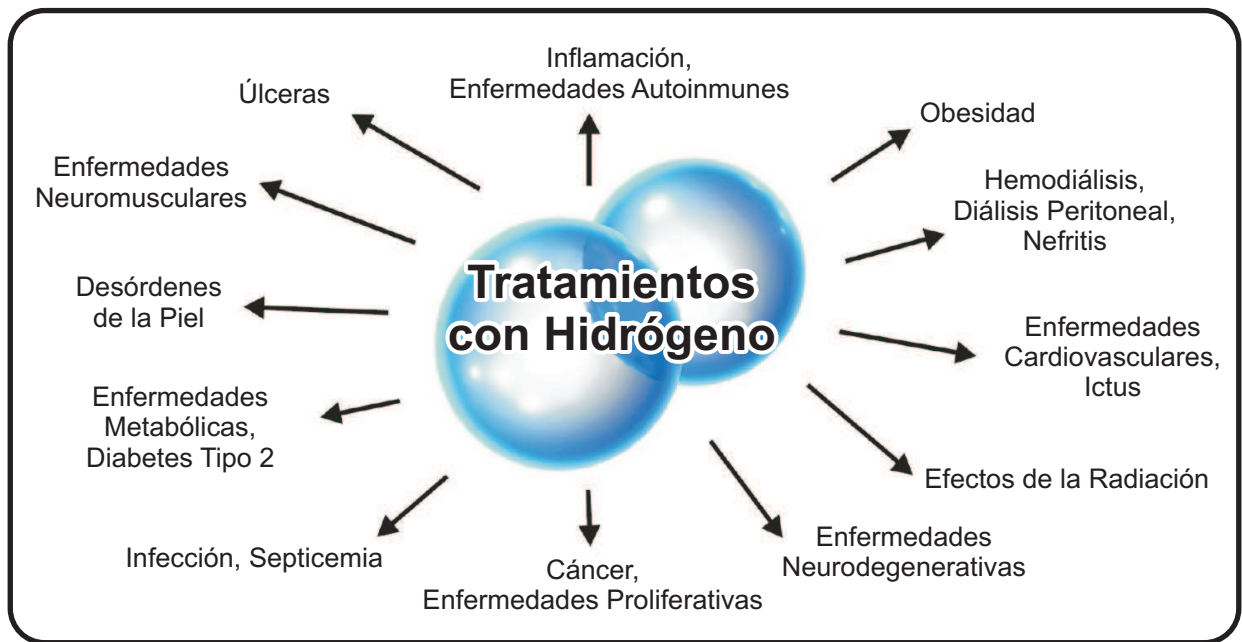 Inflamación,
Enfermedades Autoinmunes
Obesidad
Hemodiálisis,
Diálisis Peritoneal,
Nefritis
Enfermedades
Cardiovasculares,
Ictus
Efectos de la Radiación
Enfermedades
Neurodegenerativas
Cáncer,
Enfermedades Proliferativas
Infección, Septicemia
Enfermedades
Metabólicas,
Diabetes Tipo 2
Desórdenes
de la Piel
Enfermedades
Neuromusculares
Úlceras
Tratamientos
con Hidrógeno